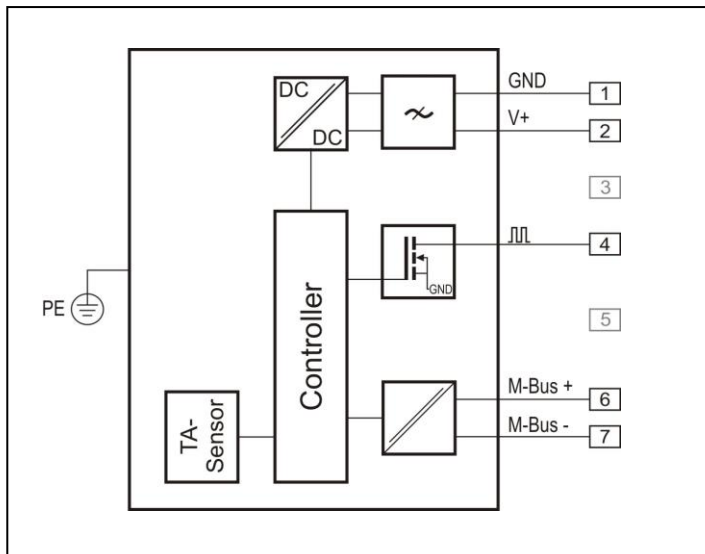 GND
DC
1
V+
DC
2
3
4
GND
PE
Controller
5
M-Bus +
6
TA-
Sensor
M-Bus -
7